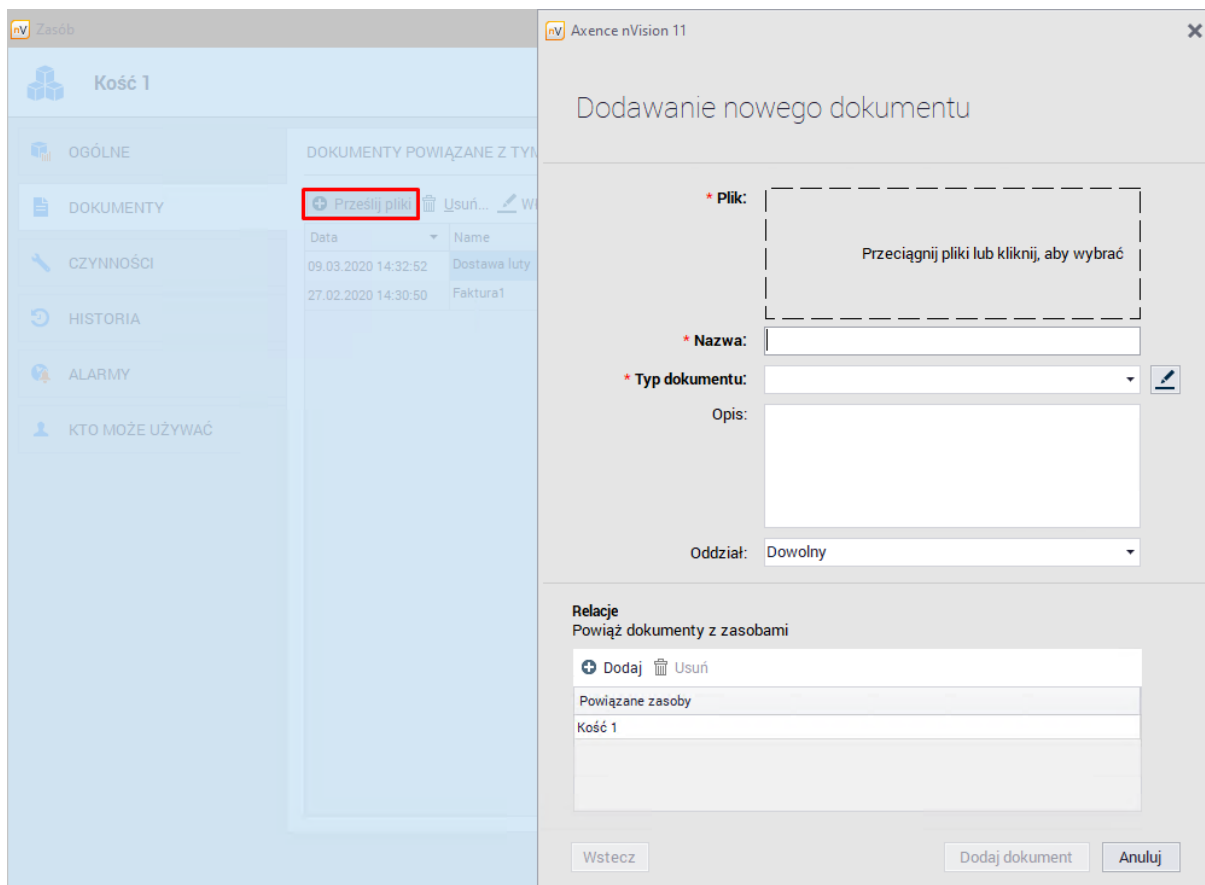 nV Zasób
Kość 1
OGÓLNE
DOKUMENTY
CZYNNOŚCI
HISTORIA
ALARMY
KTO MOŻE UŻYWAĆ
DOKUMENTY POWIĄZANE Z TYM
Prześlij pliki Usuń...
Data Name
09.03.2020 14:32:52 Dostawa luty
27.02.2020 14:30:50 Faktura1
nV Axence nVision 11
Dodawanie nowego dokumentu
* Plik:
Przeciągnij pliki lub kliknij, aby wybrać
* Nazwa:
* Typ dokumentu:
Opis:
Oddział: Dowolny
Relacje
Powiąż dokumenty z zasobami
Dodaj Usuń
Powiązane zasoby
Kość 1
Wstecz Dodaj dokument Anuluj